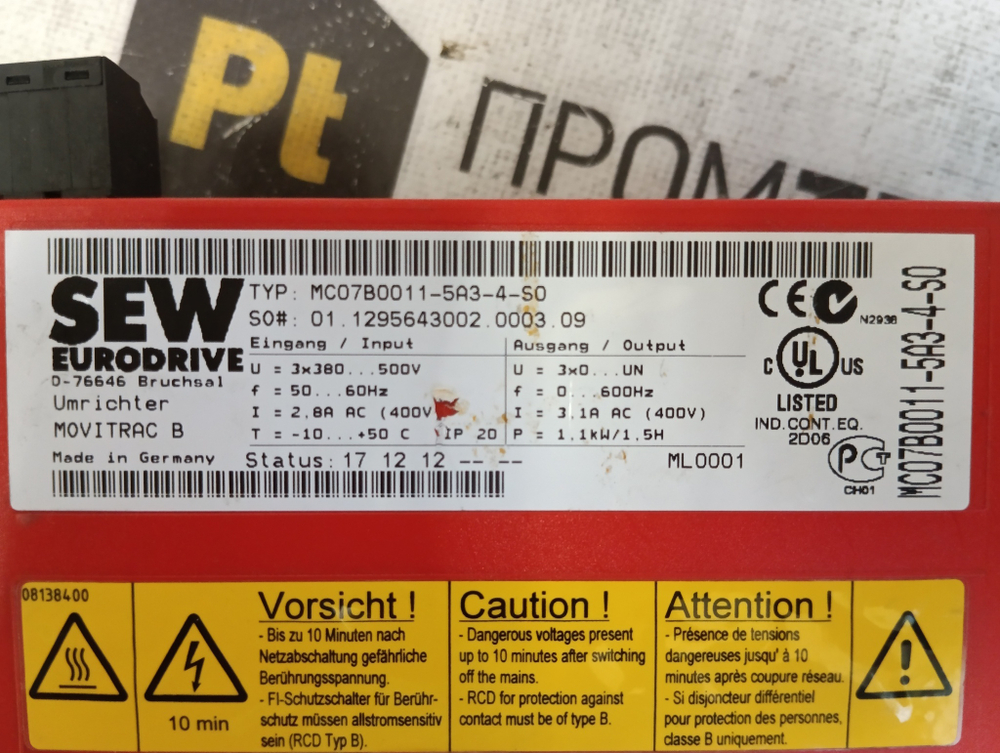 Pt
ПРОМ
SEW
EURODRIVE
D-76646 Bruchsal
Umrichter
MOVITRAC B
Made in Germany
TYP: MC07B0011-5A3-4-S0
SO#: 01.1295643002.0003.09
Eingang / Input
U = 3x380...500V
f = 50...60Hz
I = 2.8A AC (400V
T = -10...+50 C IP 20
Ausgang / Output
U = 3x0...UN
f = 0...600Hz
I = 3.1A AC (400V)
P = 1.1kW/1.5H
Status: 17 12 12 -- --
ML0001
CE
N2936
C UL US
LISTED
IND.CONT.EQ.
2D06
PCT
CH01
MC07B0011-5A3-4-S0
08138400
10 min
Vorsicht !
- Bis zu 10 Minuten nach
Netzabschaltung gefährliche
Berührungsspannung.
- FI-Schutzschalter für Berühr-
schutz müssen allstromsensitiv
sein (RCD Typ B).
Caution !
- Dangerous voltages present
up to 10 minutes after switching
off the mains.
- RCD for protection against
contact must be of type B.
Attention !
- Présence de tensions
dangereuses jusqu' à 10
minutes après coupure réseau.
- Si disjoncteur différentiel
pour protection des personnes,
classe B uniquement.